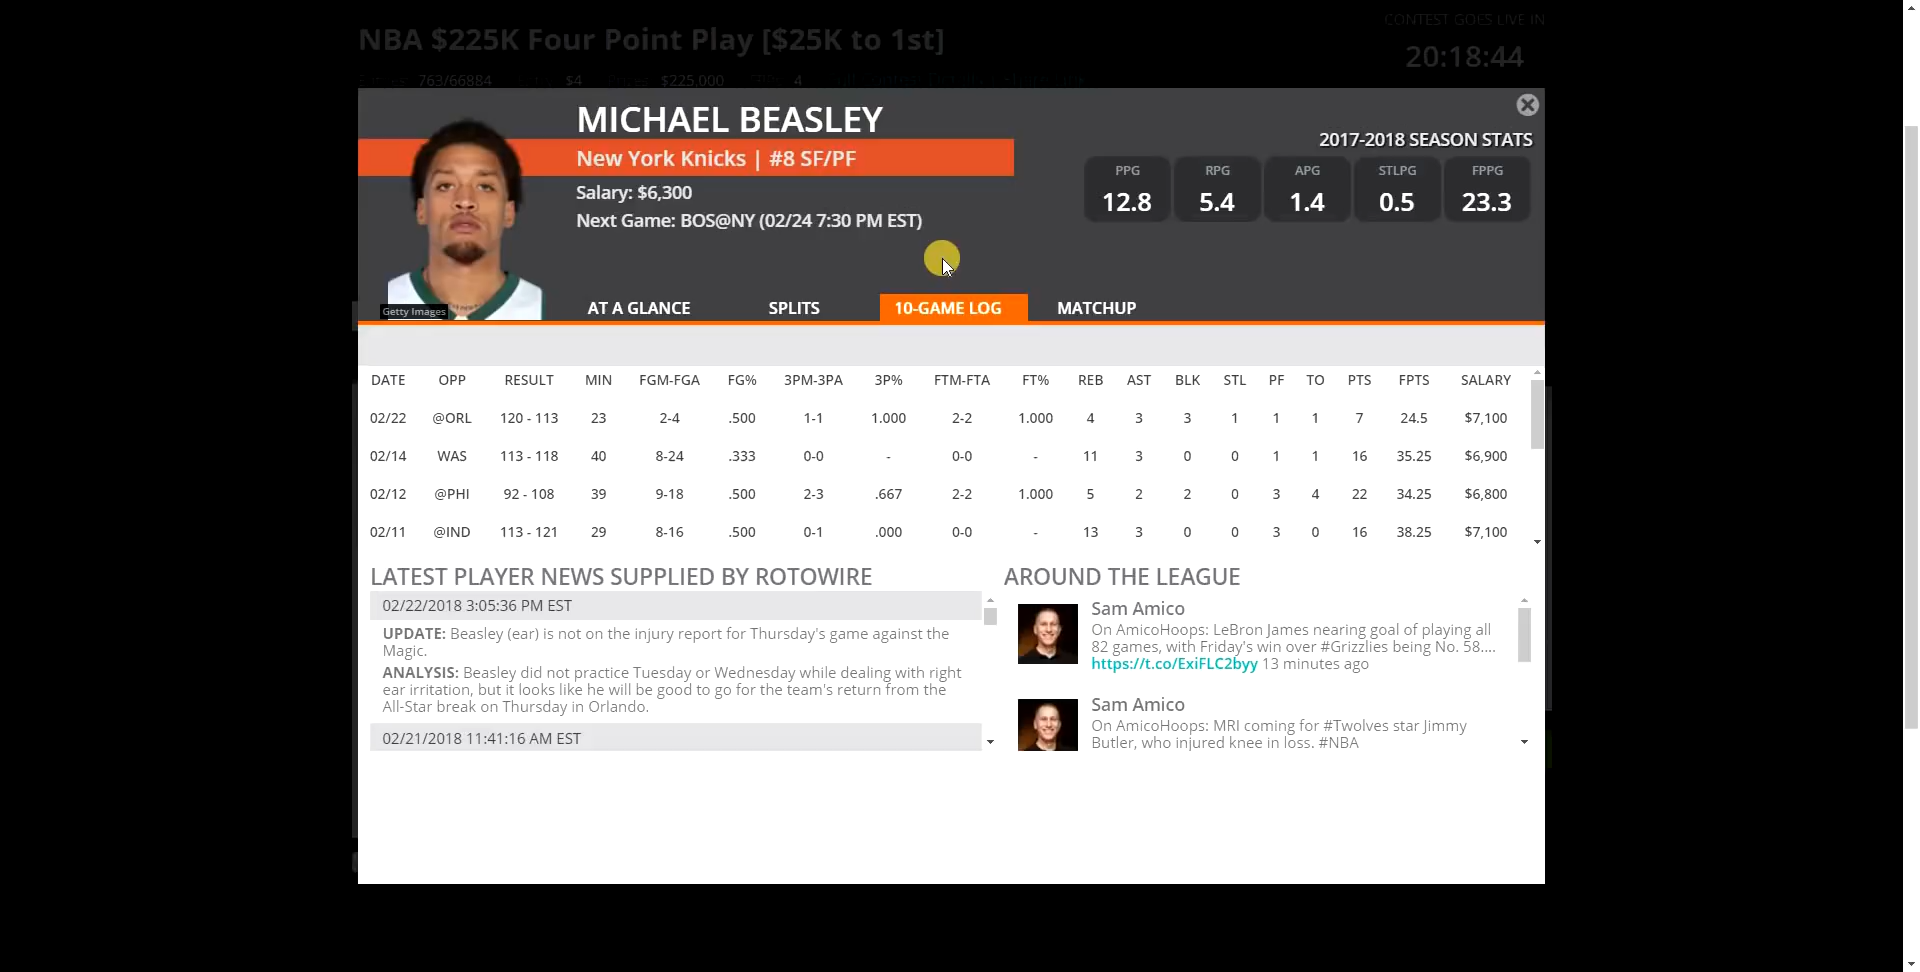 NBA $225K Four Point Play [$25K to 1st]
CONTEST GOES LIVE IN
20:18:44
763/66884 $4 $225,000 4
MICHAEL BEASLEY
New York Knicks | #8 SF/PF
Salary: $6,300
Next Game: BOS@NY (02/24 7:30 PM EST)
2017-2018 SEASON STATS
PPG RPG APG STLPG FPPG
12.8 5.4 1.4 0.5 23.3
Getty Images
AT A GLANCE SPLITS 10-GAME LOG MATCHUP
DATE OPP RESULT MIN FGM-FGA FG% 3PM-3PA 3P% FTM-FTA FT% REB AST BLK STL PF TO PTS FPTS SALARY
02/22 @ORL 120 - 113 23 2-4 .500 1-1 1.000 2-2 1.000 4 3 3 1 1 1 7 24.5 $7,100
02/14 WAS 113 - 118 40 8-24 .333 0-0 - 0-0 - 11 3 0 0 1 1 16 35.25 $6,900
02/12 @PHI 92 - 108 39 9-18 .500 2-3 .667 2-2 1.000 5 2 2 0 3 4 22 34.25 $6,800
02/11 @IND 113 - 121 29 8-16 .500 0-1 .000 0-0 - 13 3 0 0 3 0 16 38.25 $7,100
LATEST PLAYER NEWS SUPPLIED BY ROTOWIRE
02/22/2018 3:05:36 PM EST
UPDATE: Beasley (ear) is not on the injury report for Thursday's game against the
Magic.
ANALYSIS: Beasley did not practice Tuesday or Wednesday while dealing with right
ear irritation, but it looks like he will be good to go for the team's return from the
All-Star break on Thursday in Orlando.
02/21/2018 11:41:16 AM EST
AROUND THE LEAGUE
Sam Amico
On AmicoHoops: LeBron James nearing goal of playing all
82 games, with Friday's win over #Grizzlies being No. 58....
https://t.co/ExiFLC2byy 13 minutes ago
Sam Amico
On AmicoHoops: MRI coming for #Twolves star Jimmy
Butler, who injured knee in loss. #NBA